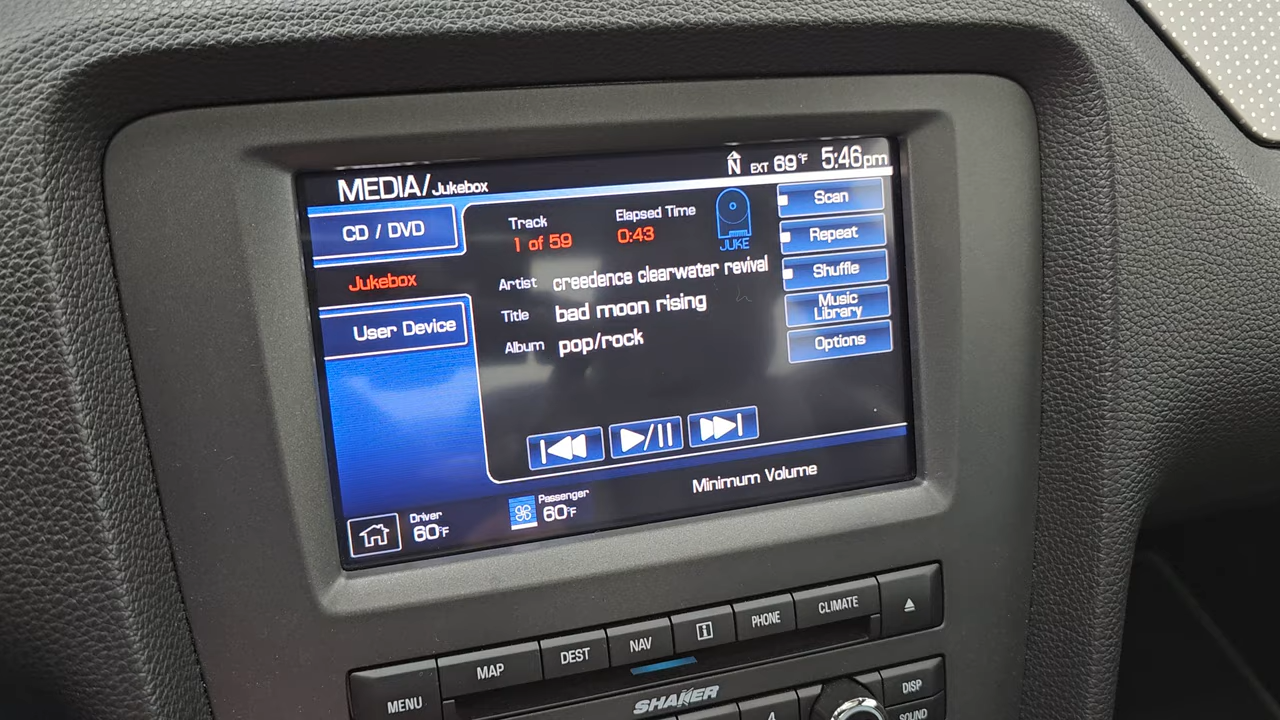 MEDIA/Jukebox
N EXT 69°F 5:46pm
CD / DVD
Jukebox
User Device
Track
1 of 59
Elapsed Time
0:43
JUKE
Artist creedence clearwater revival
Title bad moon rising
Album pop/rock
Scan
Repeat
Shuffle
Music
Library
Options
Minimum Volume
Driver
60°F
Passenger
60°F
MENU
MAP
DEST
NAV
i
PHONE
CLIMATE
SHAKER
DISP
SOUND